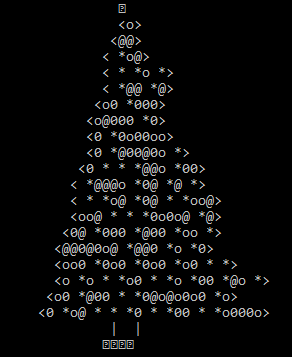 <o>
<@@>
< *o@>
< * *o *>
< *@@ *@>
<o0 *000>
<o@000 *0>
<0 *0o00oo>
<0 *@00@0o *>
<0 * * *@@o *00>
< *@@@o *0@ *@ *>
< * *o@ *0@ * *oo@>
<oo@ * * *0o0o@ *@>
<0@ *000 *@00 *oo *>
<@@0@0o@ *@@0 *o *0>
<oo0 *0o0 *0o0 *o0 * *>
<o *o * *o0 * *o *00 *@o *>
<o0 *@00 * *0@o@o0o0 *o>
<0 *o@ * * *0 * *00 * *o000o>
| |